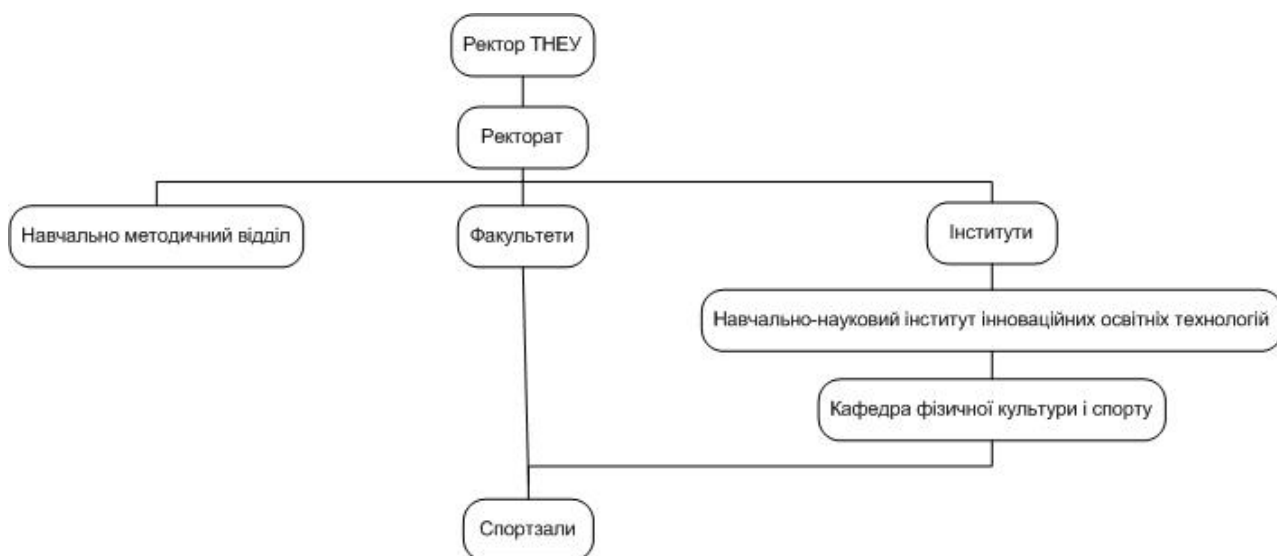 Ректор ТНЕУ
Ректорат
Навчально методичний відділ
Факультети
Інститути
Навчально-науковий інститут інноваційних освітніх технологій
Кафедра фізичної культури і спорту
Спортзали